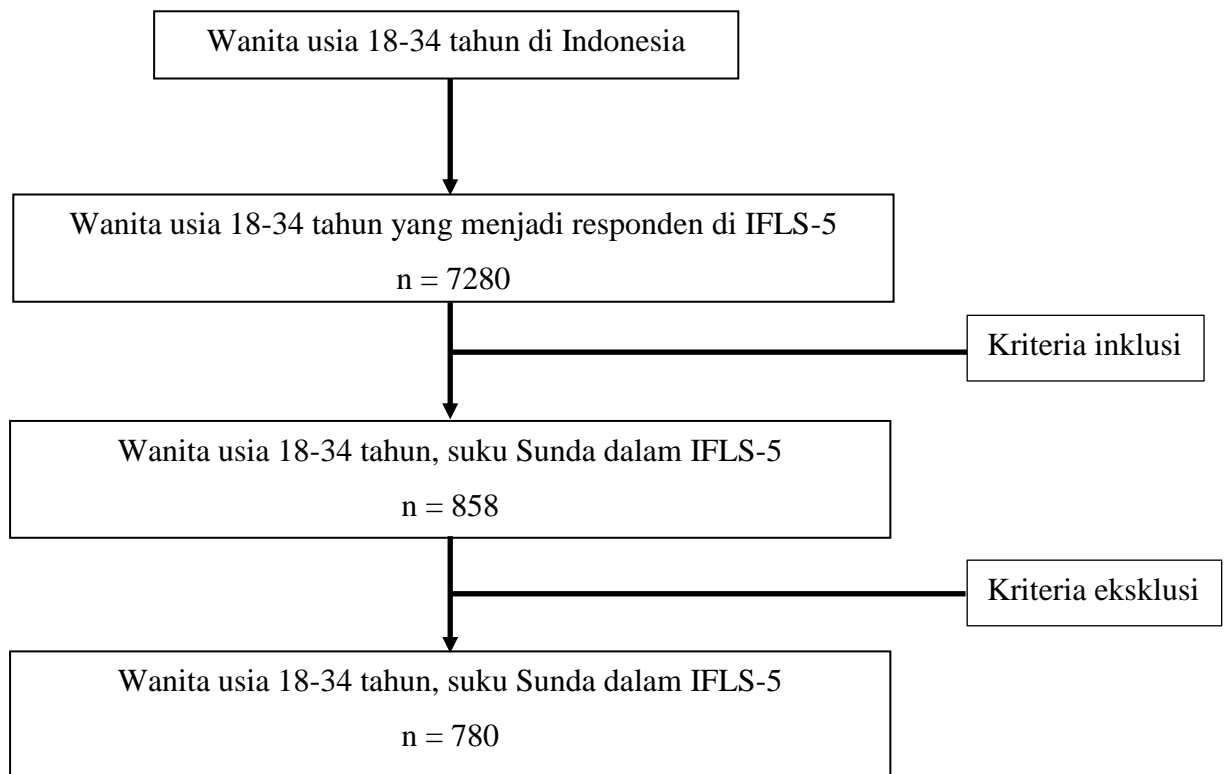 Wanita usia 18-34 tahun di Indonesia
Wanita usia 18-34 tahun yang menjadi responden di IFLS-5
n = 7280
Kriteria inklusi
Wanita usia 18-34 tahun, suku Sunda dalam IFLS-5
n = 858
Kriteria eksklusi
Wanita usia 18-34 tahun, suku Sunda dalam IFLS-5
n = 780